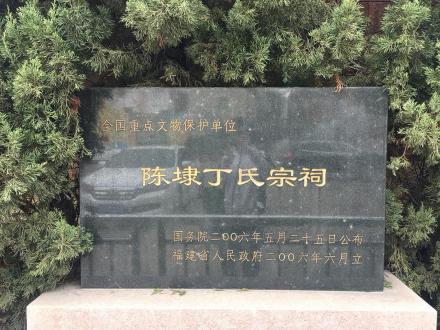 全国重点文物保护单位
陈埭丁氏宗祠
国务院二〇〇六年五月二十五日公布
福建省人民政府二〇〇六年六月立